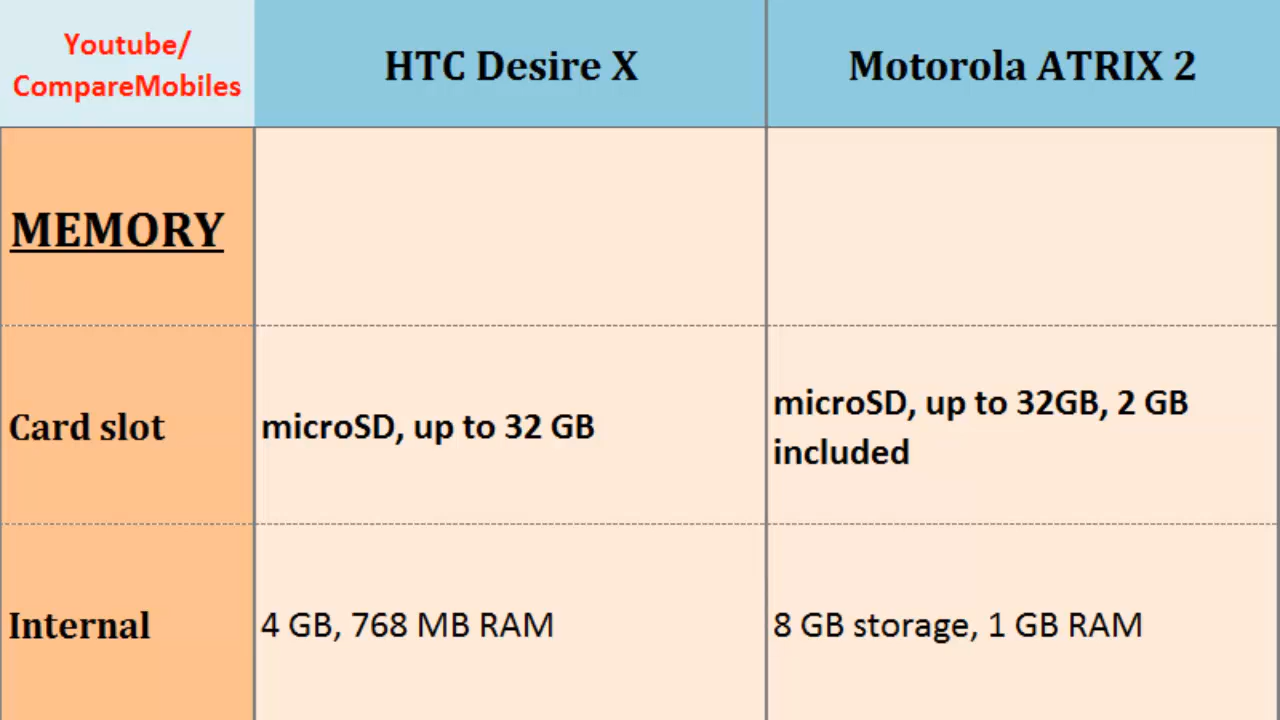 Youtube/
CompareMobiles
HTC Desire X
Motorola ATRIX 2
MEMORY
Card slot
microSD, up to 32 GB
microSD, up to 32GB, 2 GB
included
Internal
4 GB, 768 MB RAM
8 GB storage, 1 GB RAM